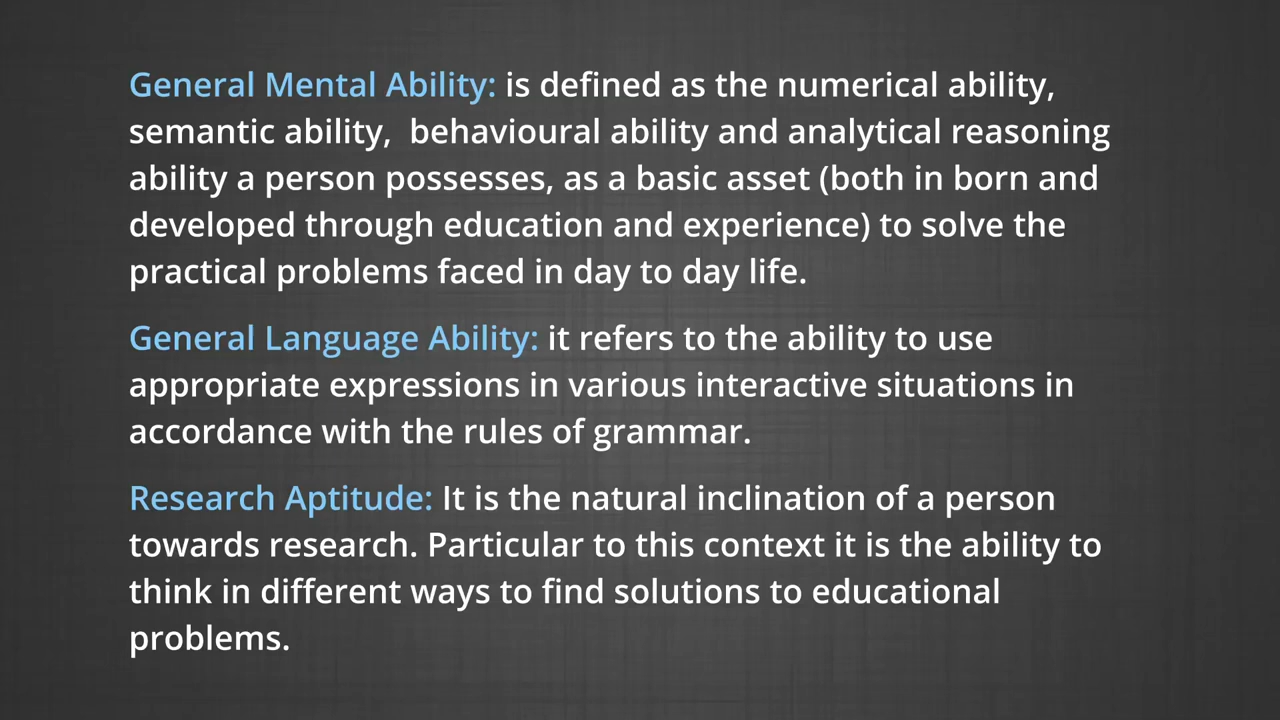 General Mental Ability: is defined as the numerical ability,
semantic ability,  behavioural ability and analytical reasoning
ability a person possesses, as a basic asset (both in born and
developed through education and experience) to solve the
practical problems faced in day to day life.
General Language Ability: it refers to the ability to use
appropriate expressions in various interactive situations in
accordance with the rules of grammar.
Research Aptitude: It is the natural inclination of a person
towards research. Particular to this context it is the ability to
think in different ways to find solutions to educational
problems.